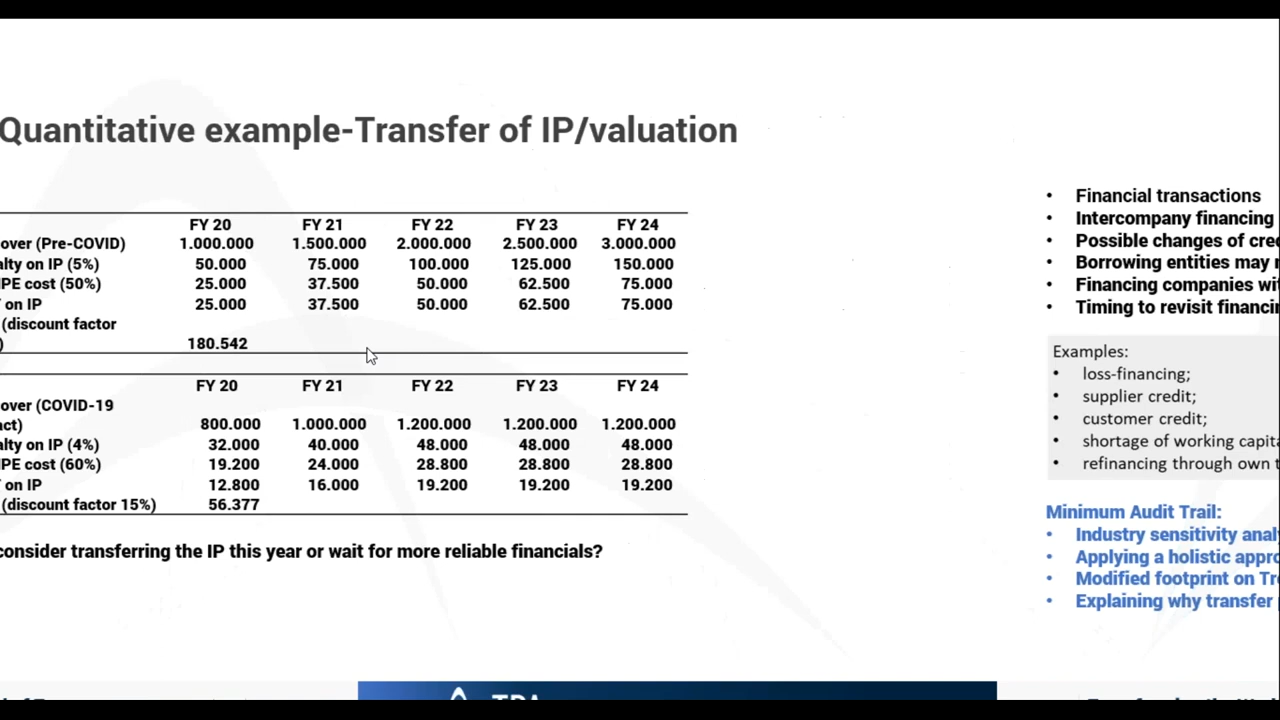 Quantitative example-Transfer of IP/valuation
FY 20 FY 21 FY 22 FY 23 FY 24
over (Pre-COVID) 1.000.000 1.500.000 2.000.000 2.500.000 3.000.000
alty on IP (5%) 50.000 75.000 100.000 125.000 150.000
MPE cost (50%) 25.000 37.500 50.000 62.500 75.000
on IP 25.000 37.500 50.000 62.500 75.000
(discount factor
) 180.542
FY 20 FY 21 FY 22 FY 23 FY 24
over (COVID-19
act) 800.000 1.000.000 1.200.000 1.200.000 1.200.000
alty on IP (4%) 32.000 40.000 48.000 48.000 48.000
MPE cost (60%) 19.200 24.000 28.800 28.800 28.800
on IP 12.800 16.000 19.200 19.200 19.200
(discount factor 15%) 56.377
consider transferring the IP this year or wait for more reliable financials?
• Financial transactions
• Intercompany financing
• Possible changes of cre
• Borrowing entities may
• Financing companies wi
• Timing to revisit financi
Examples:
• loss-financing;
• supplier credit;
• customer credit;
• shortage of working capit
• refinancing through own
Minimum Audit Trail:
• Industry sensitivity anal
• Applying a holistic appr
• Modified footprint on Tr
• Explaining why transfer